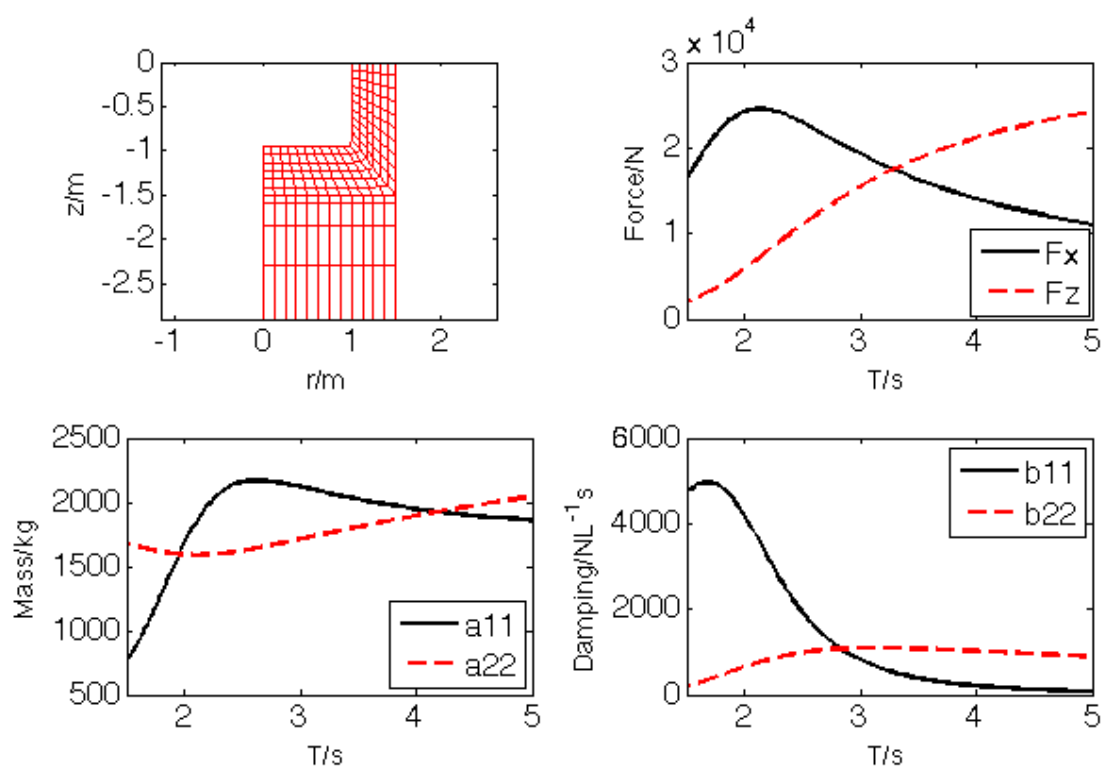 0
-0.5
-1
-1.5
-2
-2.5
z/m
-1 0 1 2
r/m
x 10⁴
3
2
1
0
Force/N
Fx
Fz
2 3 4 5
T/s
2500
2000
1500
1000
500
Mass/kg
a11
a22
2 3 4 5
T/s
6000
4000
2000
0
Damping/NL⁻¹s
b11
b22
2 3 4 5
T/s